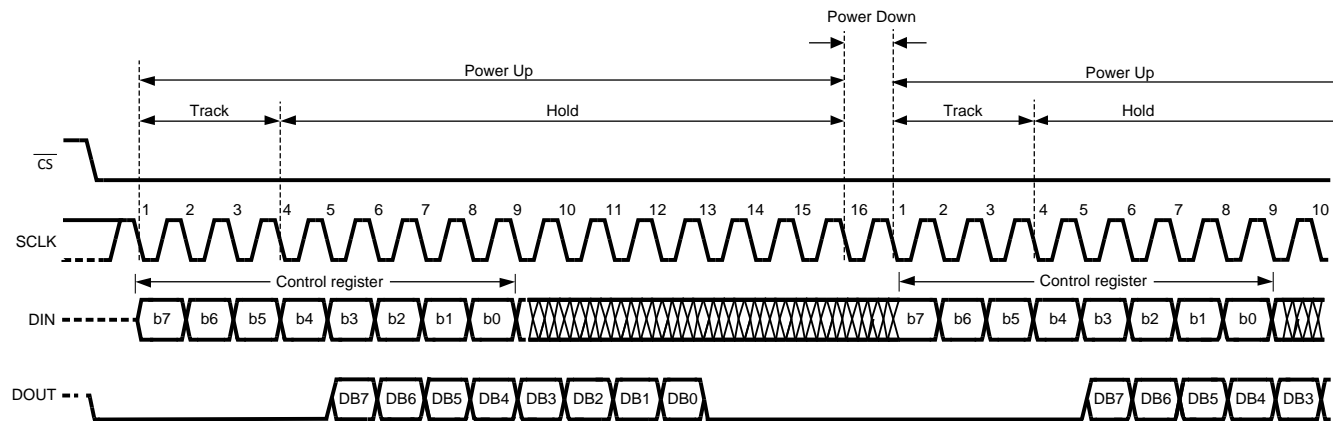 Power Down
Power Up
Power Up
Track
Hold
Track
Hold
CS
1 2 3 4 5 6 7 8 9 10 11 12 13 14 15 16 1 2 3 4 5 6 7 8 9 10
SCLK
Control register
Control register
DIN
b7 b6 b5 b4 b3 b2 b1 b0 b7 b6 b5 b4 b3 b2 b1 b0
DOUT
DB7 DB6 DB5 DB4 DB3 DB2 DB1 DB0 DB7 DB6 DB5 DB4 DB3